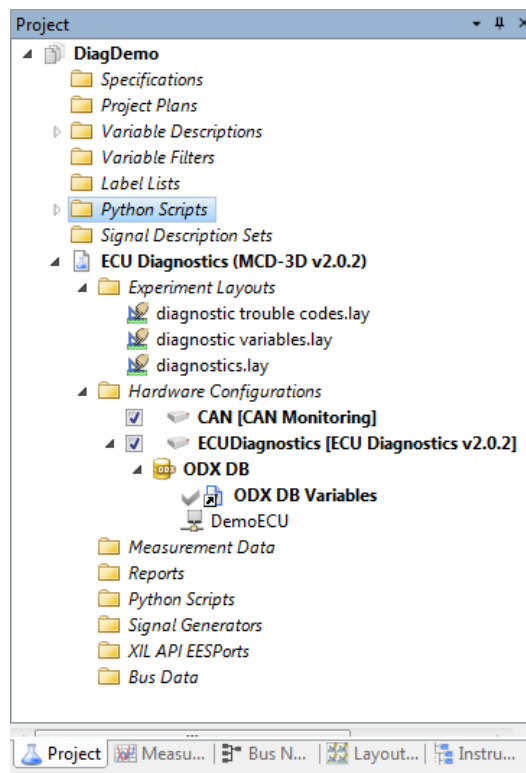 Project
DiagDemo
Specifications
Project Plans
Variable Descriptions
Variable Filters
Label Lists
Python Scripts
Signal Description Sets
ECU Diagnostics (MCD-3D v2.0.2)
Experiment Layouts
diagnostic trouble codes.lay
diagnostic variables.lay
diagnostics.lay
Hardware Configurations
CAN [CAN Monitoring]
ECUDiagnostics [ECU Diagnostics v2.0.2]
ODX DB
ODX DB Variables
DemoECU
Measurement Data
Reports
Python Scripts
Signal Generators
XIL API EESPorts
Bus Data
Project Measu... Bus N... Layout... Instru...